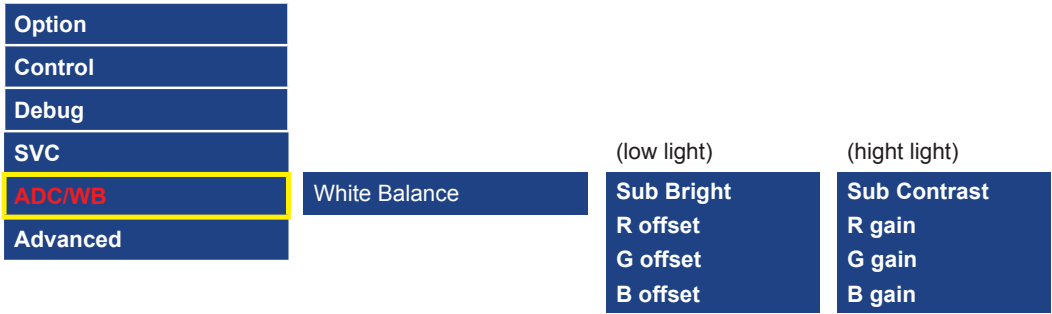 Option
Control
Debug
SVC
ADC/WB
Advanced
White Balance
(low light)
Sub Bright
R offset
G offset
B offset
(hight light)
Sub Contrast
R gain
G gain
B gain